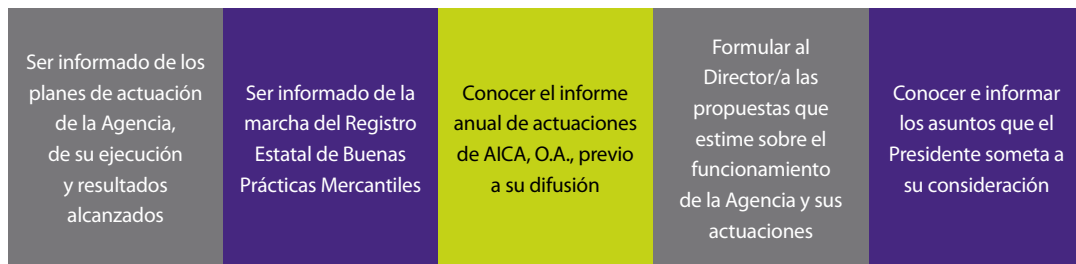 Ser informado de los
planes de actuación
de la Agencia,
de su ejecución
y resultados
alcanzados
Ser informado de la
marcha del Registro
Estatal de Buenas
Prácticas Mercantiles
Conocer el informe
anual de actuaciones
de AICA, O.A., previo
a su difusión
Formular al
Director/a las
propuestas que
estime sobre el
funcionamiento
de la Agencia y sus
actuaciones
Conocer e informar
los asuntos que el
Presidente someta a
su consideración